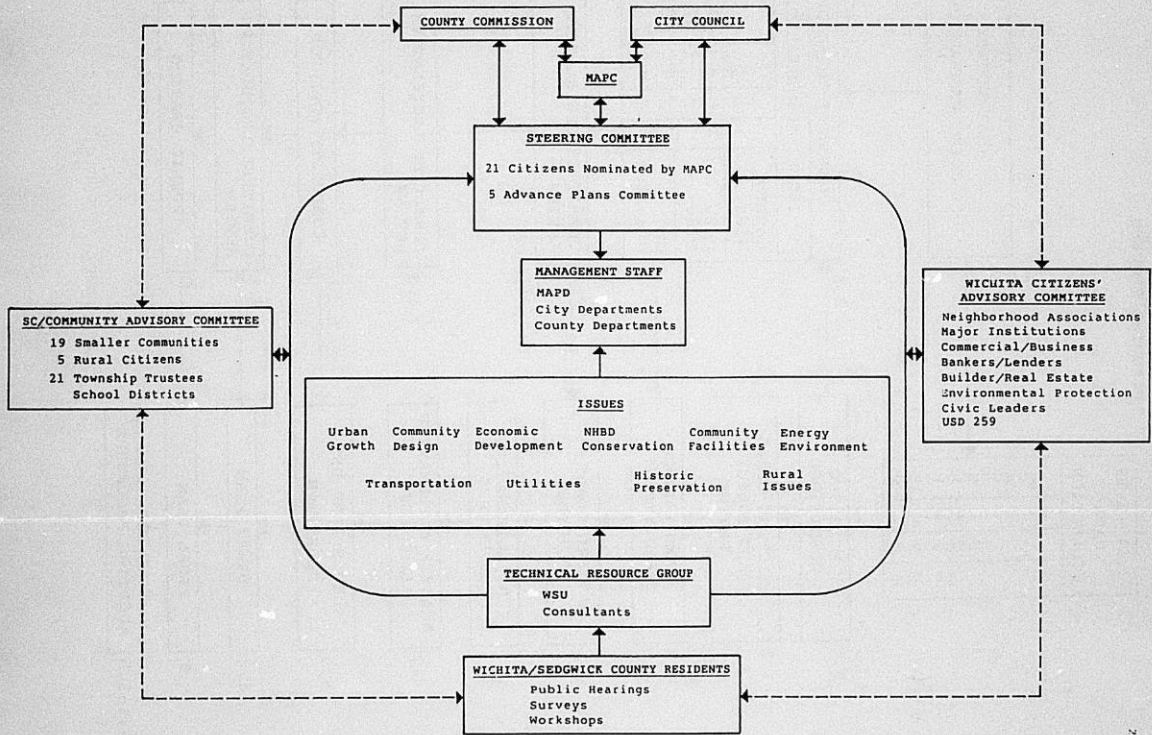 COUNTY COMMISSION
CITY COUNCIL
MAPC
STEERING COMMITTEE
21 Citizens Nominated by MAPC
5 Advance Plans Committee
MANAGEMENT STAFF
MAPD
City Departments
County Departments
SC/COMMUNITY ADVISORY COMMITTEE
19 Smaller Communities
5 Rural Citizens
21 Township Trustees
School Districts
WICHITA CITIZENS'
ADVISORY COMMITTEE
Neighborhood Associations
Major Institutions
Commercial/Business
Bankers/Lenders
Builder/Real Estate
Environmental Protection
Civic Leaders
USD 259
ISSUES
Urban
Growth
Community
Design
Economic
Development
NHBD
Conservation
Community
Facilities
Energy
Environment
Transportation
Utilities
Historic
Preservation
Rural
Issues
TECHNICAL RESOURCE GROUP
WSU
Consultants
WICHITA/SEDGWICK COUNTY RESIDENTS
Public Hearings
Surveys
Workshops